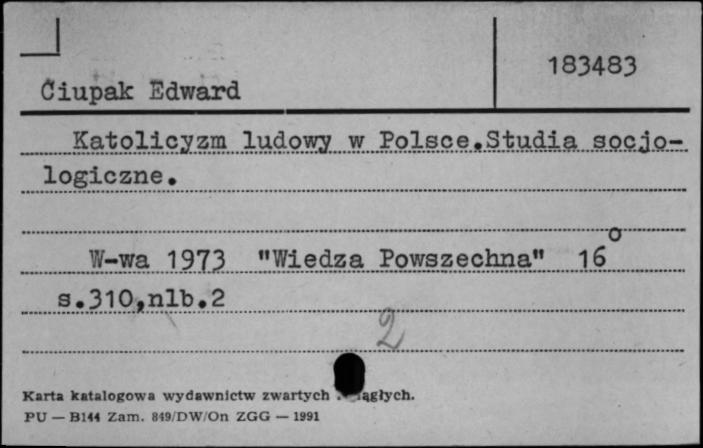 183483
Ciupak Edward
Katolicyzm ludowy w Polsce.Studia socjo-
logiczne.
W-wa 1973 "Wiedza Powszechna" 16°
s.310,nlb.2
2
Karta katalogowa wydawnictw zwartych
PU — B144 Zam. 849/DW/On ZGG — 1991